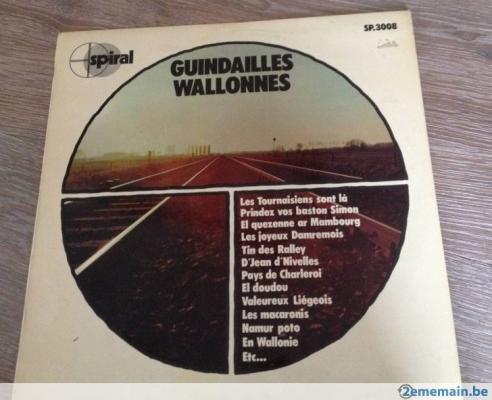 spiral
SP.3008
GUINDAILLES
WALLONNES
Les Tournaisiens sont là
Prindez vos baston Simon
El quezenne ar Mambourg
Les joyeux Damremois
Tin des Ralley
D'Jean d'Nivelles
Pays de Charleroi
El doudou
Valeureux Liégeois
Les macaronis
Namur poto
En Wallonie
Etc...
2ememain.be